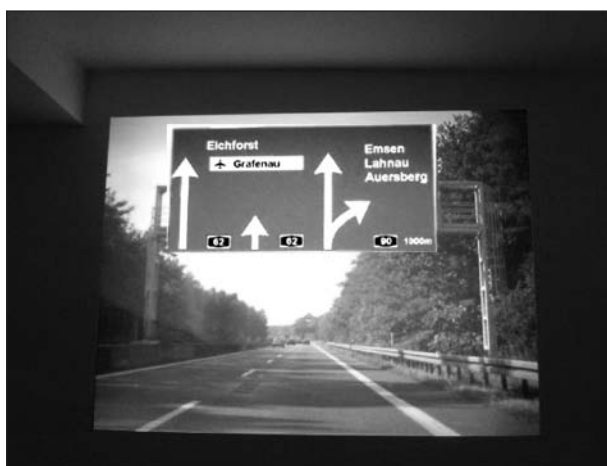 Eichforst
Grafenau
Emsen
Lahnau
Auersberg
62
62
90 1000m